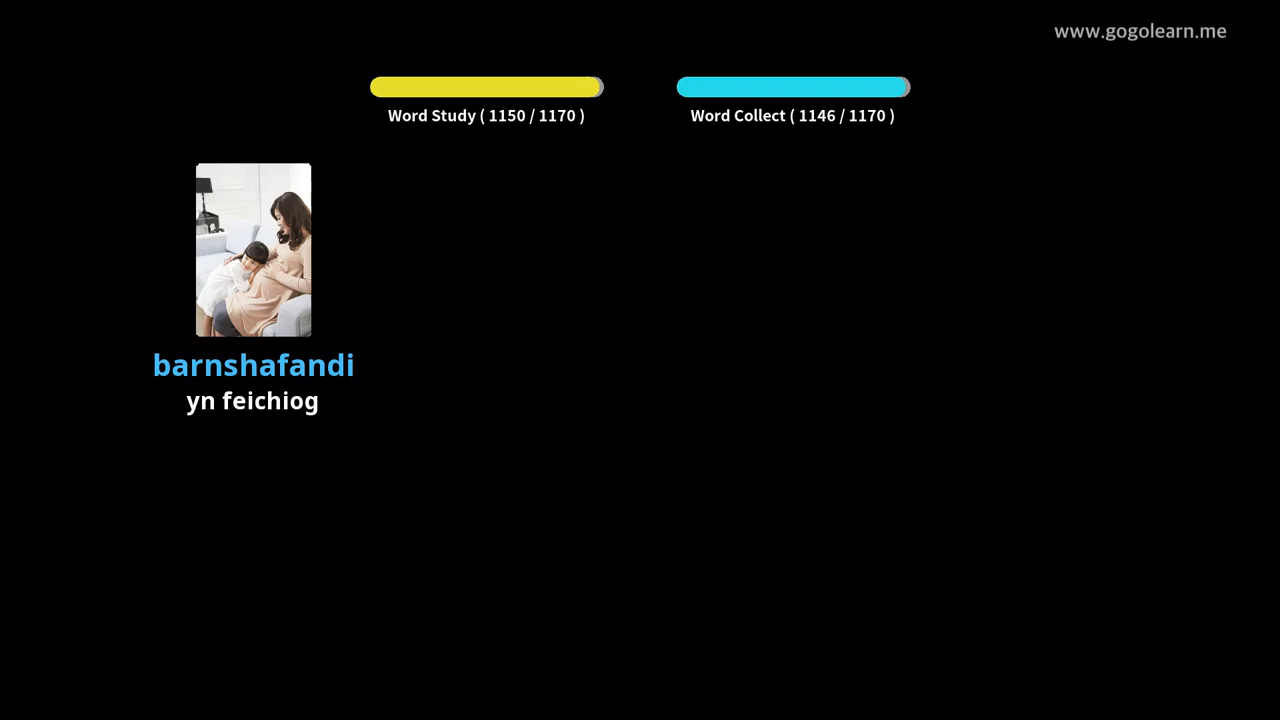 www.gogolearn.me
Word Study ( 1150 / 1170 )
Word Collect ( 1146 / 1170 )
barnshafandi
yn feichiog